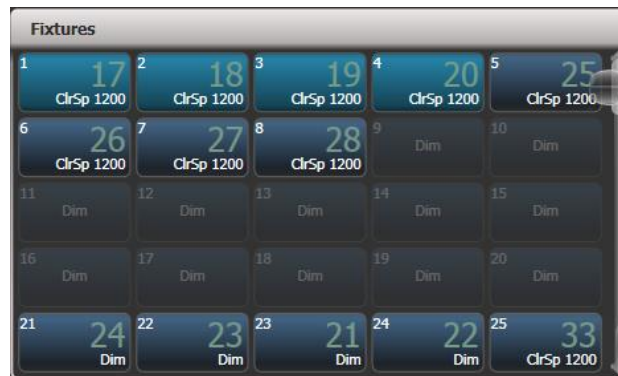 Fixtures
1 17 2 18 3 19 4 20 5 25
ClrSp 1200 ClrSp 1200 ClrSp 1200 ClrSp 1200 ClrSp 1200
6 26 7 27 8 28 9 10
ClrSp 1200 ClrSp 1200 ClrSp 1200 Dim Dim
11 12 13 14 15
Dim Dim Dim Dim Dim
16 17 18 19 20
Dim Dim Dim Dim Dim
21 24 22 23 23 21 24 22 25 33
Dim Dim Dim Dim ClrSp 1200